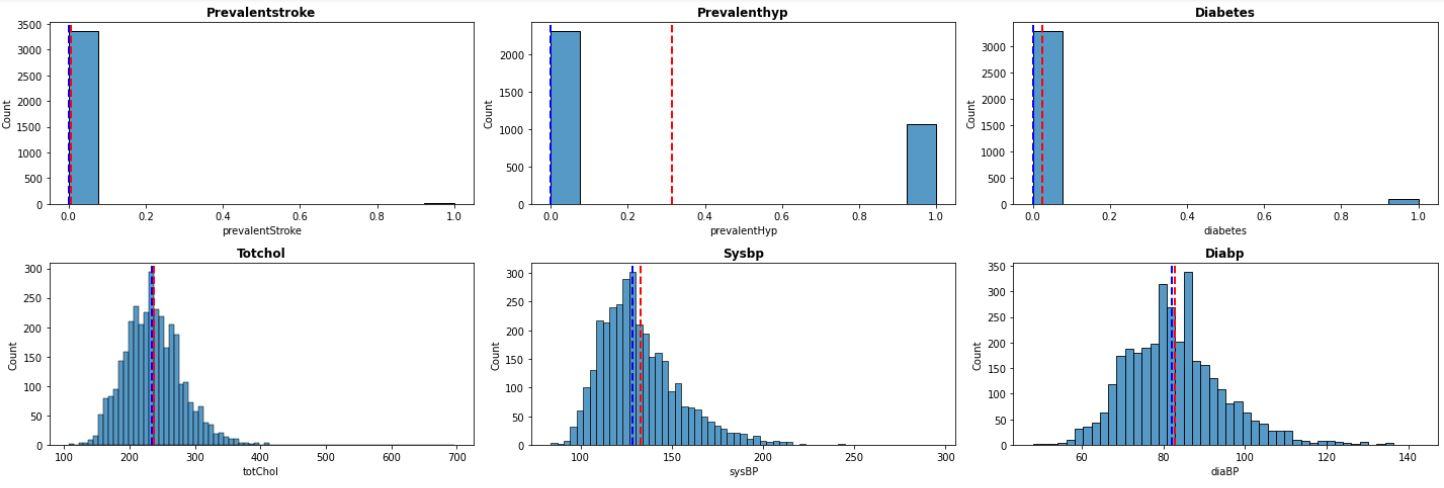 Prevalentstroke
3500
3000
2500
2000
1500
1000
500
0
Count
0.0 0.2 0.4 0.6 0.8 1.0
prevalentStroke
Prevalenthyp
2000
1500
1000
500
0
Count
0.0 0.2 0.4 0.6 0.8 1.0
prevalentHyp
Diabetes
3000
2500
2000
1500
1000
500
0
Count
0.0 0.2 0.4 0.6 0.8 1.0
diabetes
Totchol
300
250
200
150
100
50
0
Count
100 200 300 400 500 600 700
totChol
Sysbp
300
250
200
150
100
50
0
Count
100 150 200 250 300
sysBP
Diabp
350
300
250
200
150
100
50
0
Count
60 80 100 120 140
diaBP